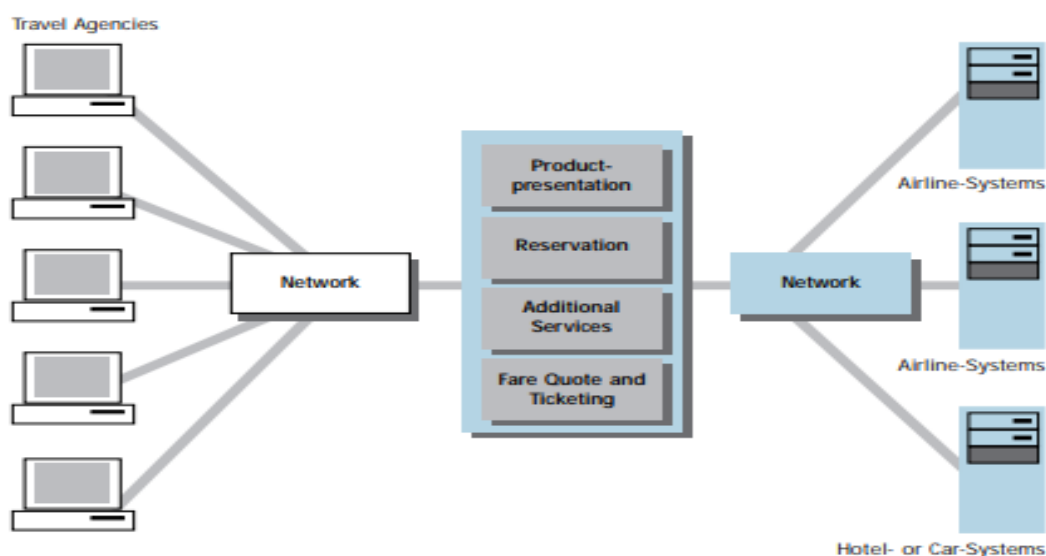 Travel Agencies
Product-
presentation
Airline-Systems
Reservation
Network
Network
Additional
Services
Airline-Systems
Fare Quote and
Ticketing
Hotel- or Car-Systems